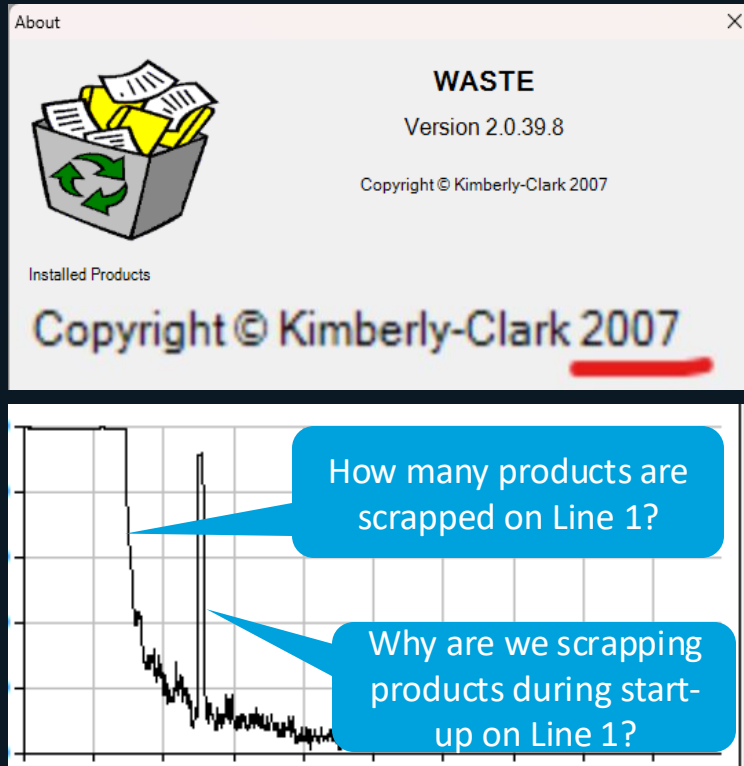 About
WASTE
Version 2.0.39.8
Copyright © Kimberly-Clark 2007
Installed Products
Copyright © Kimberly-Clark 2007
How many products are
scrapped on Line 1?
Why are we scrapping
products during start-
up on Line 1?